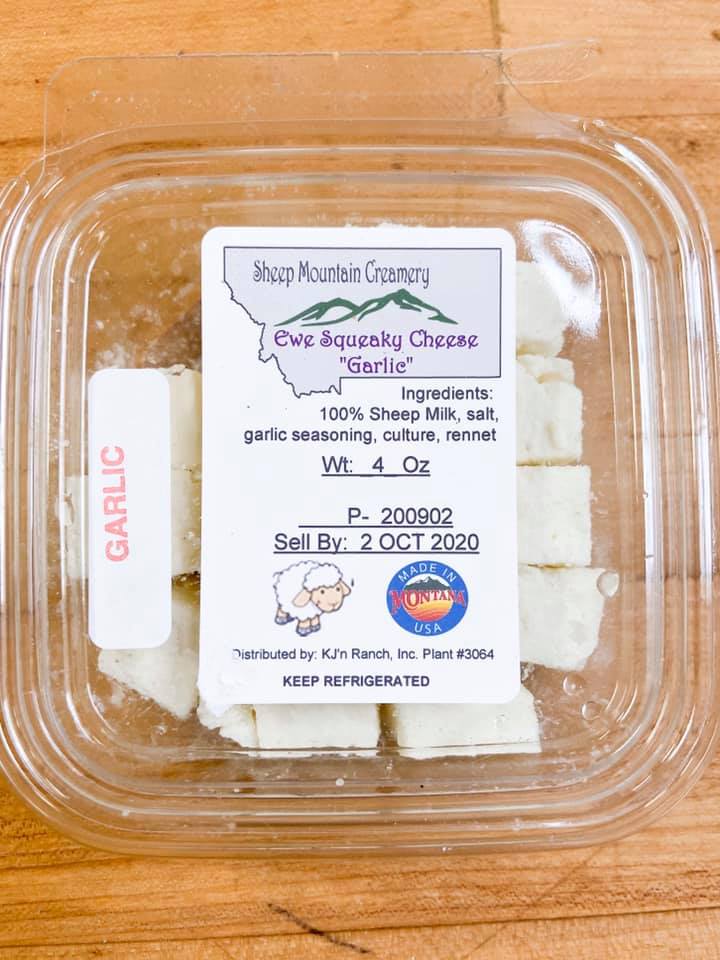 Sheep Mountain Creamery
Ewe Squeaky Cheese
"Garlic"
Ingredients:
100% Sheep Milk, salt,
garlic seasoning, culture, rennet
Wt: 4 Oz
P- 200902
Sell By: 2 OCT 2020
MADE IN
MONTANA
USA
Distributed by: KJ'n Ranch, Inc. Plant #3064
KEEP REFRIGERATED
GARLIC